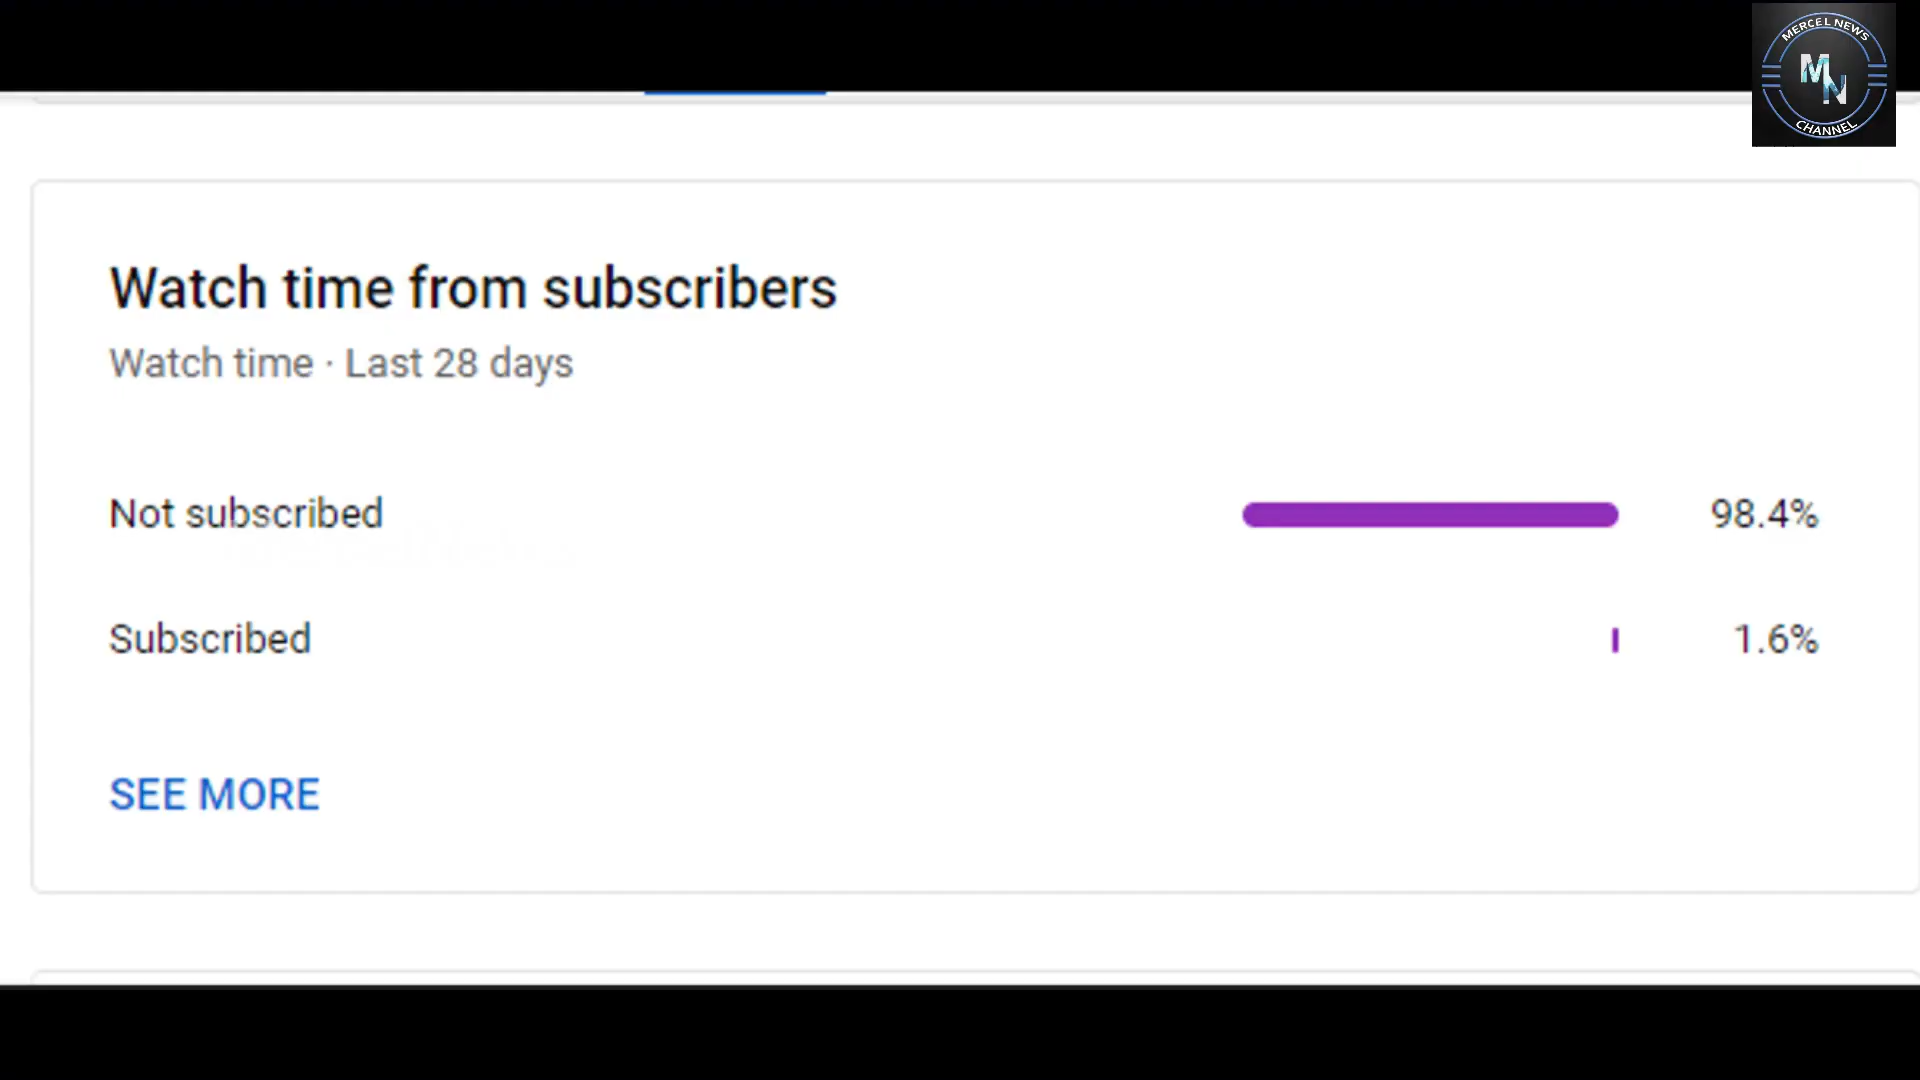 MERCEL NEWS
MN
CHANNEL
Watch time from subscribers
Watch time · Last 28 days
Not subscribed 98.4%
Subscribed 1.6%
SEE MORE